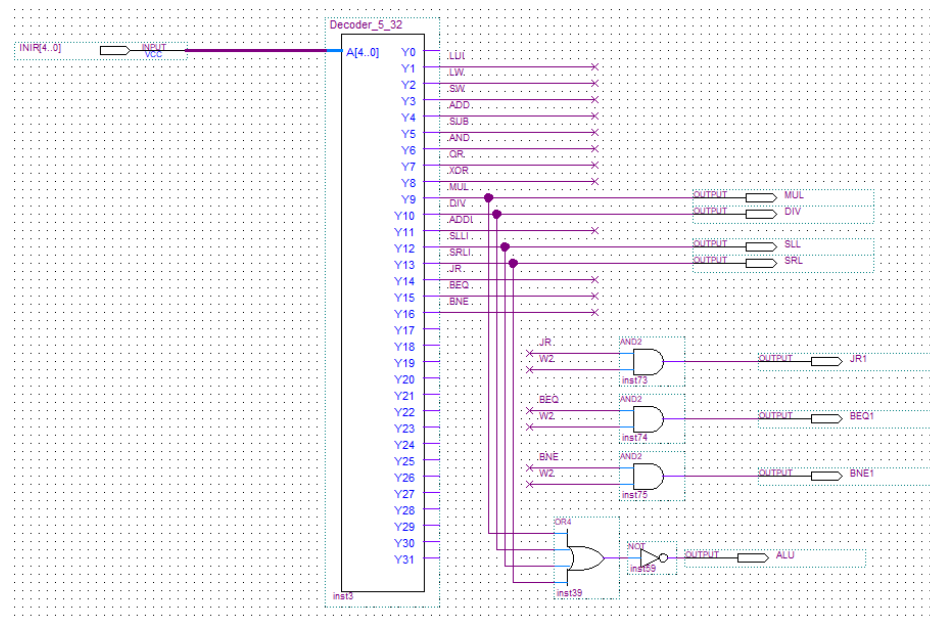 Decoder_5_32
INIR[4..0]
INPUT
VCC
A[4..0]
Y0
LUI
Y1
LW
Y2
SW
Y3
ADD
Y4
SUB
Y5
AND
Y6
OR
Y7
XOR
Y8
MUL
Y9
OUTPUT
MUL
DIV
Y10
OUTPUT
DIV
ADDI
Y11
SLLI
Y12
OUTPUT
SLL
SRLI
Y13
OUTPUT
SRL
JR
Y14
BEQ
Y15
BNE
Y16
Y17
Y18
Y19
Y20
Y21
Y22
Y23
Y24
Y25
Y26
Y27
Y28
Y29
Y30
Y31
inst3
JR
W2
AND2
inst73
OUTPUT
JR1
BEQ
W2
AND2
inst74
OUTPUT
BEQ1
BNE
W2
AND2
inst75
OUTPUT
BNE1
OR4
inst39
NOT
inst59
OUTPUT
ALU